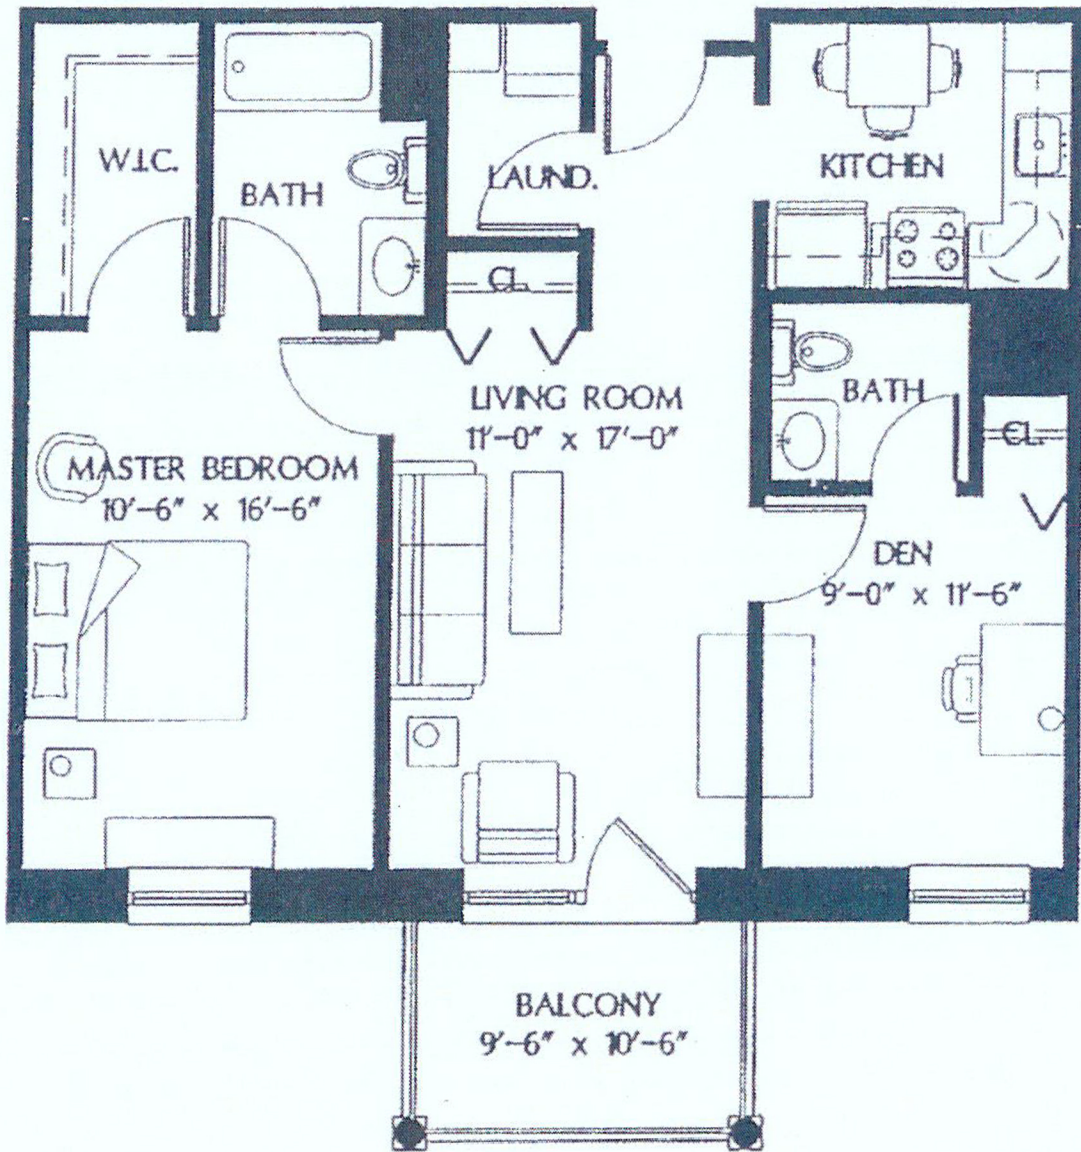 W.I.C.
BATH
LAUND.
KITCHEN
CL.
LIVING ROOM
11'-0" x 17'-0"
BATH
CL.
MASTER BEDROOM
10'-6" x 16'-6"
DEN
9'-0" x 11'-6"
BALCONY
9'-6" x 10'-6"